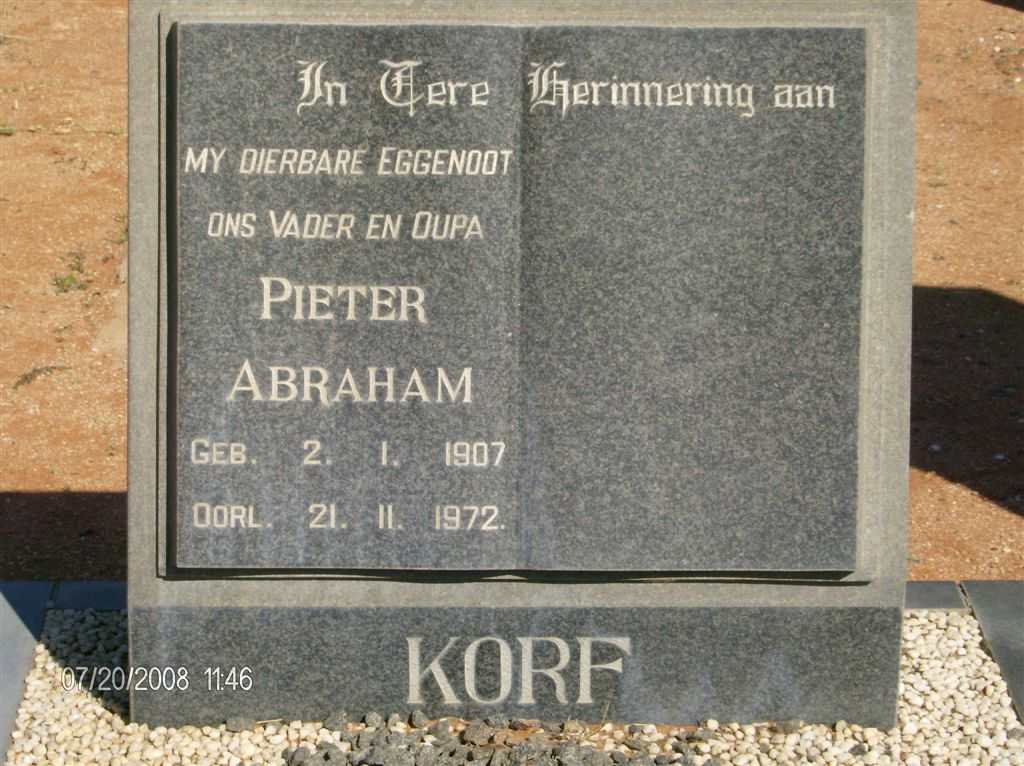 In Tere Herinnering aan
MY DIERBARE EGGENOOT
ONS VADER EN OUPA
PIETER
ABRAHAM
GEB. 2. 1. 1907
OORL. 21. 11. 1972.
KORF
07/20/2008 11:46